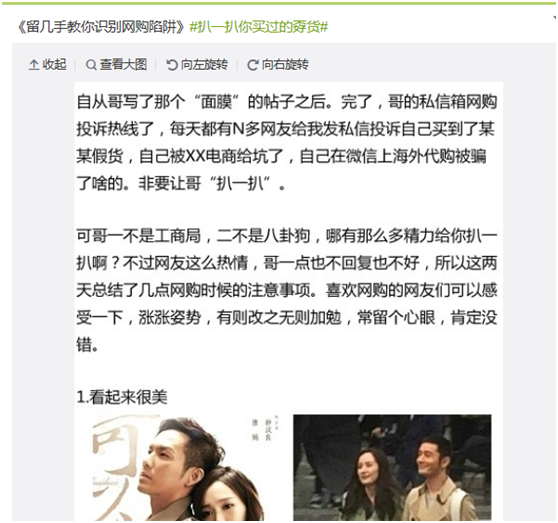 《留几手教你识别网购陷阱》#扒一扒你买过的孬货#
收起 查看大图 向左旋转 向右旋转
自从哥写了那个“面膜”的帖子之后。完了，哥的私信箱网购
投诉热线了，每天都有N多网友给我发私信投诉自己买到了某
某假货，自己被XX电商给坑了，自己在微信上海外代购被骗
了啥的。非要让哥“扒一扒”。
可哥一不是工商局，二不是八卦狗，哪有那么多精力给你扒一
扒啊？不过网友这么热情，哥一点也不回复也不好，所以这两
天总结了几点网购时候的注意事项。喜欢网购的网友们可以感
受一下，涨涨姿势，有则改之无则加勉，常留个心眼，肯定没
错。
1.看起来很美
钟汉良